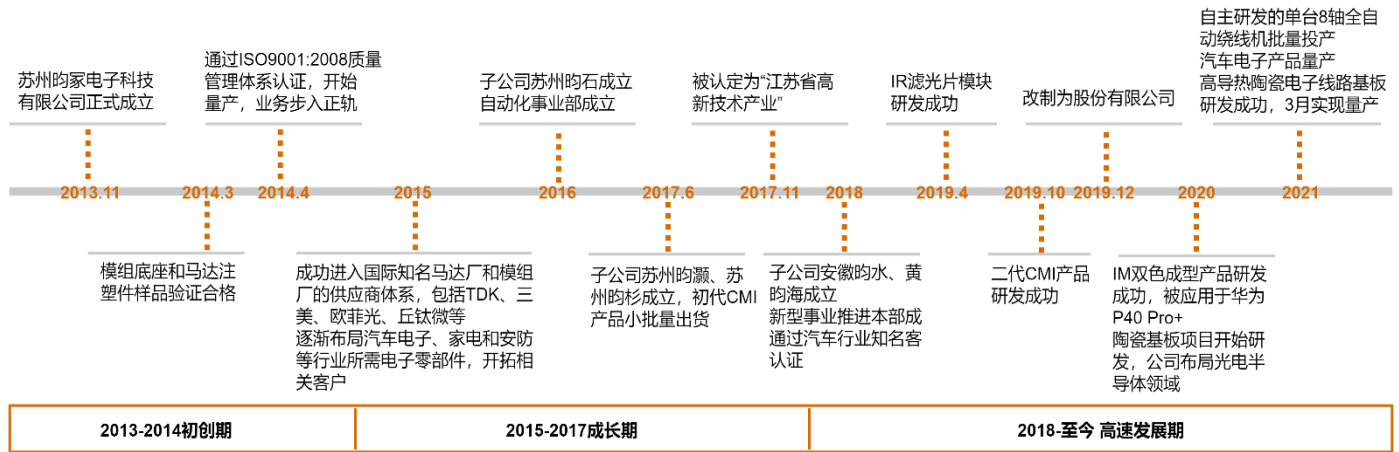 苏州昀冢电子科技
有限公司正式成立
通过ISO9001:2008质量
管理体系认证，开始
量产，业务步入正轨
子公司苏州昀石成立
自动化事业部成立
被认定为“江苏省高
新技术产业”
IR滤光片模块
研发成功
改制为股份有限公司
自主研发的单台8轴全自
动绕线机批量投产
汽车电子产品量产
高导热陶瓷电子线路基板
研发成功，3月实现量产
2013.11
2014.3
2014.4
2015
2016
2017.6
2017.11
2018
2019.4
2019.10
2019.12
2020
2021
模组底座和马达注
塑件样品验证合格
成功进入国际知名马达厂和模组
厂的供应商体系，包括TDK、三
美、欧菲光、丘钛微等
逐渐布局汽车电子、家电和安防
等行业所需电子零部件，开拓相
关客户
子公司苏州昀灏、苏
州昀杉成立，初代CMI
产品小批量出货
子公司安徽昀水、黄
昀海成立
新型事业推进本部成
通过汽车行业知名客
认证
二代CMI产品
研发成功
IM双色成型产品研发
成功，被应用于华为
P40 Pro+
陶瓷基板项目开始研
发，公司布局光电半
导体领域
2013-2014初创期
2015-2017成长期
2018-至今 高速发展期